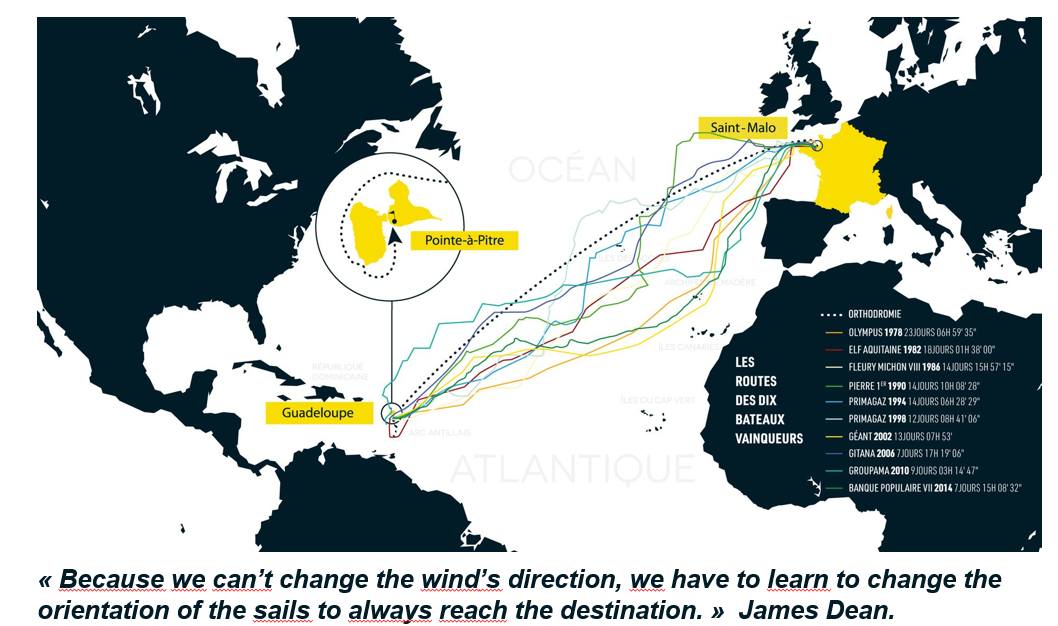 Saint-Malo
OCÉAN
Pointe-à-Pitre
ÎLES DES
ARCHIPEL MADÈRE
ÎLES CANARIES
RÉPUBLIQUE
DOMINICAINE
ÎLES DU CAP VERT
Guadeloupe
ARC ANTILLAIS
ATLANTIQUE
LES
ROUTES
DES DIX
BATEAUX
VAINQUEURS
ORTHODROMIE
OLYMPUS 1978 23JOURS 06H 59' 35"
ELF AQUITAINE 1982 18JOURS 01H 38' 00"
FLEURY MICHON VIII 1986 14JOURS 15H 57' 15"
PIERRE 1ER 1990 14JOURS 10H 08' 28"
PRIMAGAZ 1994 14JOURS 06H 28' 29"
PRIMAGAZ 1998 12JOURS 08H 41' 06"
GÉANT 2002 13JOURS 07H 53'
GITANA 2006 7JOURS 17H 19' 06"
GROUPAMA 2010 9JOURS 03H 14' 47"
BANQUE POPULAIRE VII 2014 7JOURS 15H 08' 32"
« Because we can't change the wind's direction, we have to learn to change the
orientation of the sails to always reach the destination. » James Dean.